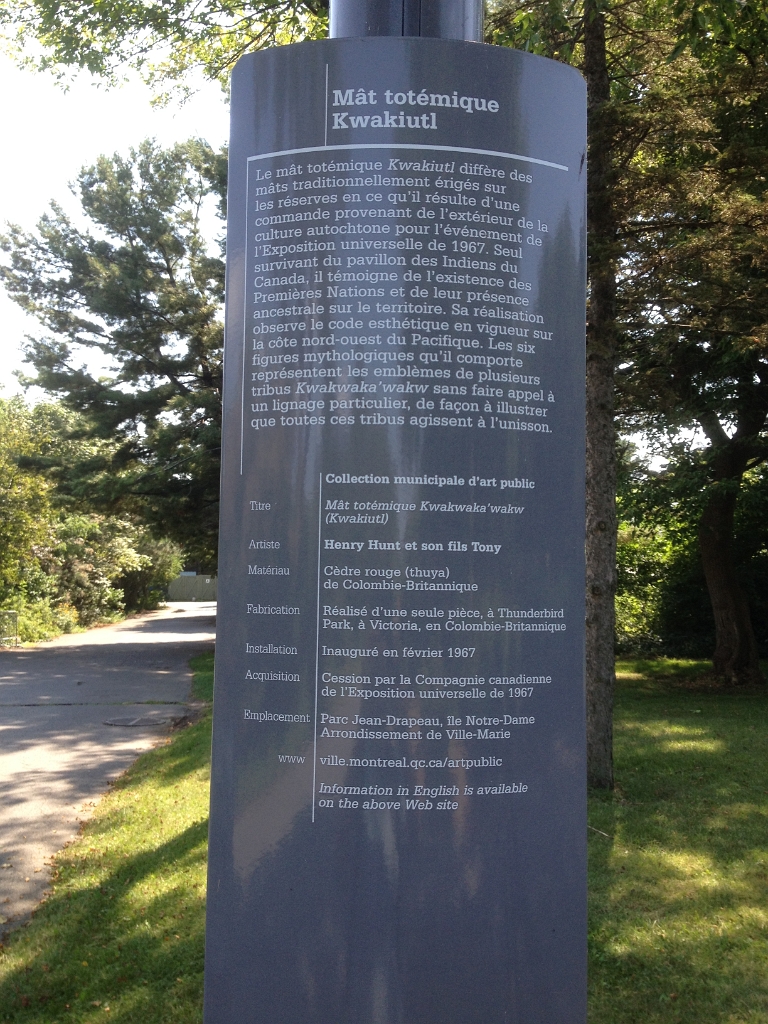 Mât totémique
Kwakiutl
Le mât totémique Kwakiutl diffère des
mâts traditionnellement érigés sur
les réserves en ce qu'il résulte d'une
commande provenant de l'extérieur de la
culture autochtone pour l'événement de
l'Exposition universelle de 1967. Seul
survivant du pavillon des Indiens du
Canada, il témoigne de l'existence des
Premières Nations et de leur présence
ancestrale sur le territoire. Sa réalisation
observe le code esthétique en vigueur sur
la côte nord-ouest du Pacifique. Les six
figures mythologiques qu'il comporte
représentent les emblèmes de plusieurs
tribus Kwakwaka'wakw sans faire appel à
un lignage particulier, de façon à illustrer
que toutes ces tribus agissent à l'unisson.
Collection municipale d'art public
Titre Mât totémique Kwakwaka'wakw
(Kwakiutl)
Artiste Henry Hunt et son fils Tony
Matériau Cèdre rouge (thuya)
de Colombie-Britannique
Fabrication Réalisé d'une seule pièce, à Thunderbird
Park, à Victoria, en Colombie-Britannique
Installation Inauguré en février 1967
Acquisition Cession par la Compagnie canadienne
de l'Exposition universelle de 1967
Emplacement Parc Jean-Drapeau, île Notre-Dame
Arrondissement de Ville-Marie
www ville.montreal.qc.ca/artpublic
Information in English is available
on the above Web site